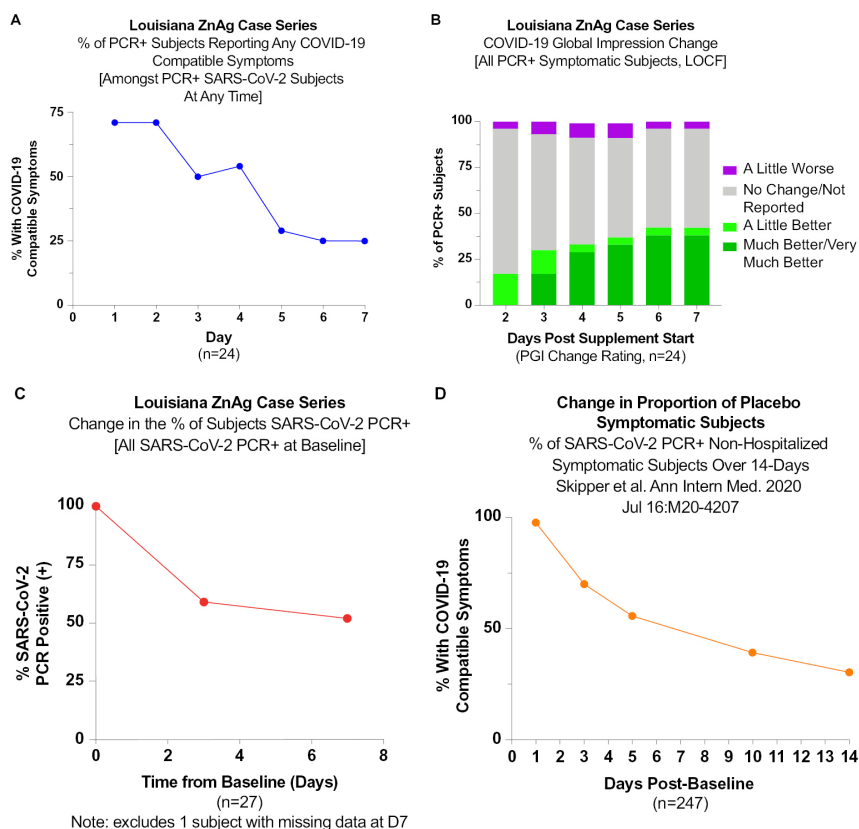 A
Louisiana ZnAg Case Series
% of PCR+ Subjects Reporting Any COVID-19
Compatible Symptoms
[Amongst PCR+ SARS-CoV-2 Subjects
At Any Time]
75
50
25
0
% With COVID-19
Compatible Symptoms
0 1 2 3 4 5 6 7
Day
(n=24)
B
Louisiana ZnAg Case Series
COVID-19 Global Impression Change
[All PCR+ Symptomatic Subjects, LOCF]
100
75
50
25
0
% of PCR+ Subjects
2 3 4 5 6 7
Days Post Supplement Start
(PGI Change Rating, n=24)
A Little Worse
No Change/Not
Reported
A Little Better
Much Better/Very
Much Better
C
Louisiana ZnAg Case Series
Change in the % of Subjects SARS-CoV-2 PCR+
[All SARS-CoV-2 PCR+ at Baseline]
100
75
50
25
0
% SARS-CoV-2
PCR Positive (+)
0 2 4 6 8
Time from Baseline (Days)
(n=27)
Note: excludes 1 subject with missing data at D7
D
Change in Proportion of Placebo
Symptomatic Subjects
% of SARS-CoV-2 PCR+ Non-Hospitalized
Symptomatic Subjects Over 14-Days
Skipper et al. Ann Intern Med. 2020
Jul 16:M20-4207
100
50
0
% With COVID-19
Compatible Symptoms
0 1 2 3 4 5 6 7 8 9 10 11 12 13 14
Days Post-Baseline
(n=247)